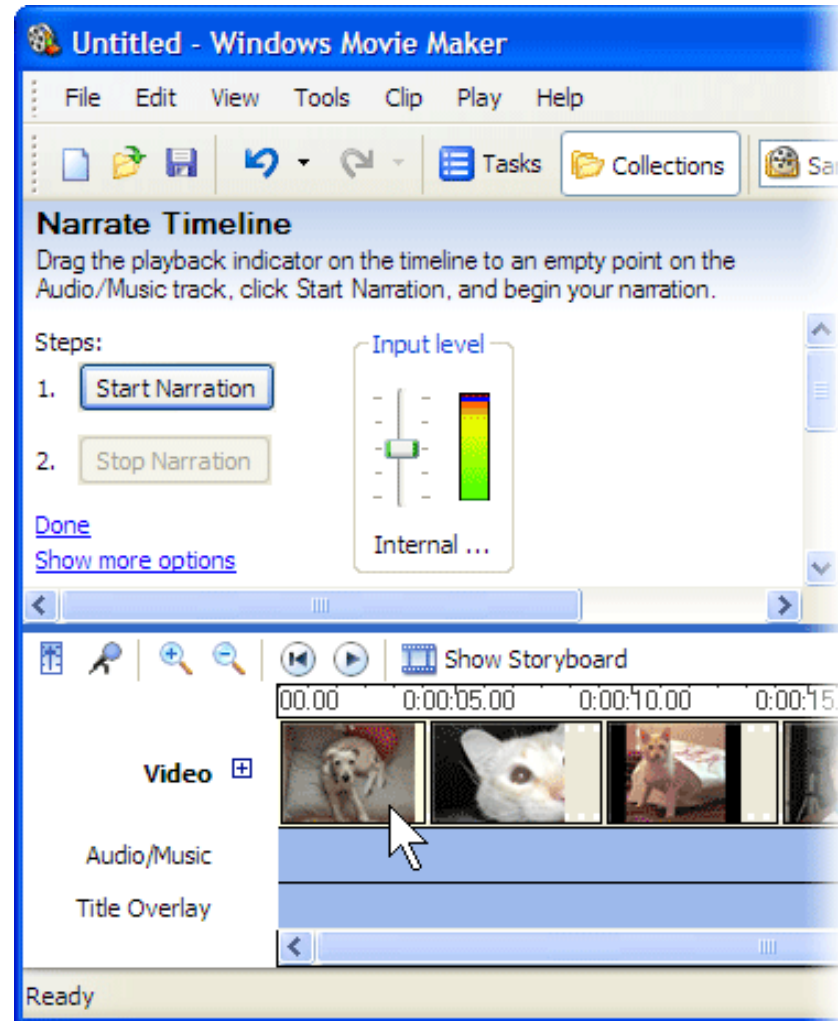 Untitled - Windows Movie Maker
File Edit View Tools Clip Play Help
Tasks Collections
Narrate Timeline
Drag the playback indicator on the timeline to an empty point on the
Audio/Music track, click Start Narration, and begin your narration.
Steps:
Input level
1. Start Narration
2. Stop Narration
Done
Internal ...
Show more options
Show Storyboard
00.00 0:00:05.00 0:00:10.00 0:00:15.
Video
Audio/Music
Title Overlay
Ready